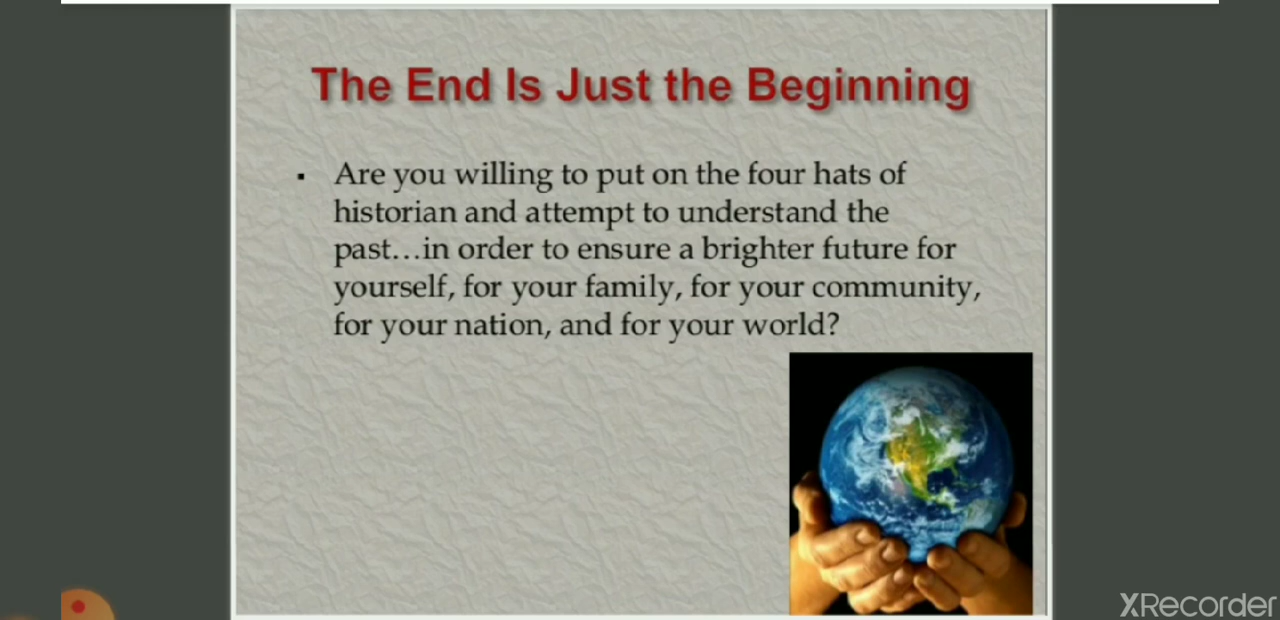 The End Is Just the Beginning
▪ Are you willing to put on the four hats of
historian and attempt to understand the
past…in order to ensure a brighter future for
yourself, for your family, for your community,
for your nation, and for your world?
XRecorder